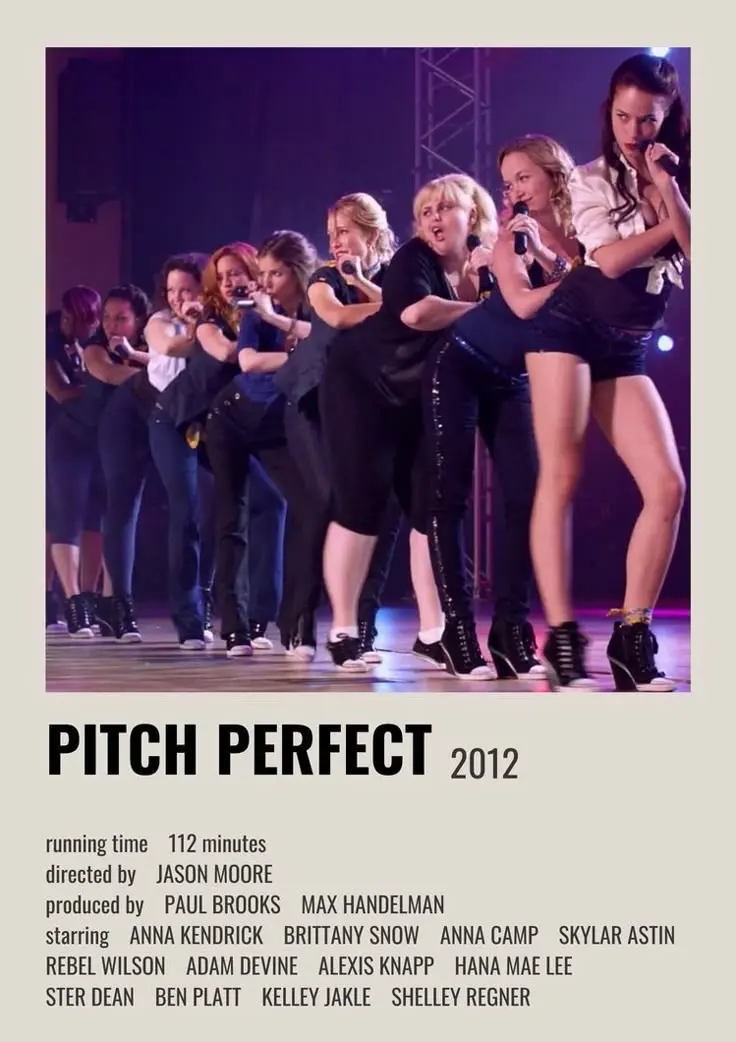 PITCH PERFECT 2012
running time 112 minutes
directed by JASON MOORE
produced by PAUL BROOKS MAX HANDELMAN
starring ANNA KENDRICK BRITTANY SNOW ANNA CAMP SKYLAR ASTIN
REBEL WILSON ADAM DEVINE ALEXIS KNAPP HANA MAE LEE
STER DEAN BEN PLATT KELLEY JAKLE SHELLEY REGNER